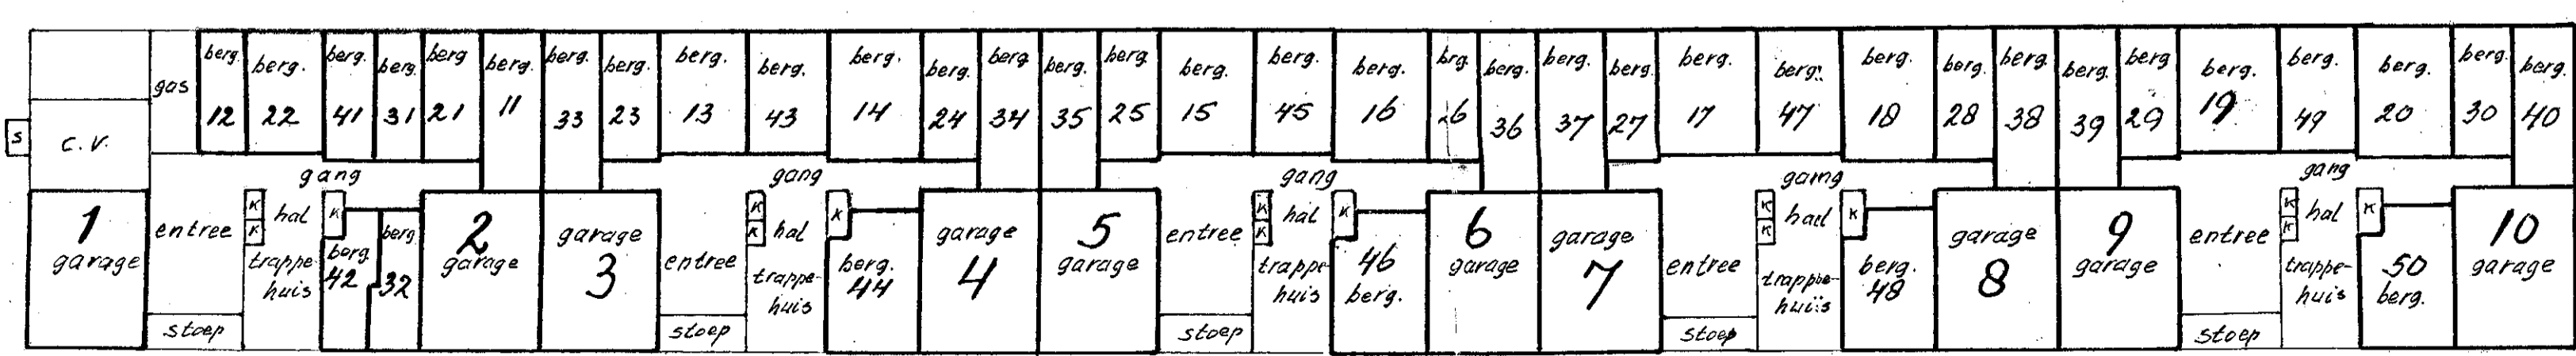 berg. berg. berg. berg. berg berg. berg. berg. berg. berg. berg. berg. berg. berg. berg. berg. berg. berg. brg. berg. berg. berg. berg. berg. berg. berg. berg. berg. berg berg. berg. berg. berg. berg.
gas 12 22 41 31 21 11 33 23 13 43 14 24 34 35 25 15 45 16 26 36 37 27 17 47 18 28 38 39 29 19 49 20 30 40
S c.v.
gang gang gang gang gang
1 garage
entree
stoep
K K hal
trappe-
huis
K
berg. 42
berg 32
2 garage
garage 3
entree
stoep
K K hal
trappe-
huis
K
berg. 44
garage 4
5 garage
entree
stoep
K K hal
trappe-
huis
K
46 berg.
6 garage
garage 7
entree
stoep
K K hal
trappe-
huis
K
berg. 48
garage 8
9 garage
entree
stoep
K K hal
trappe-
huis
K
50 berg.
10 garage